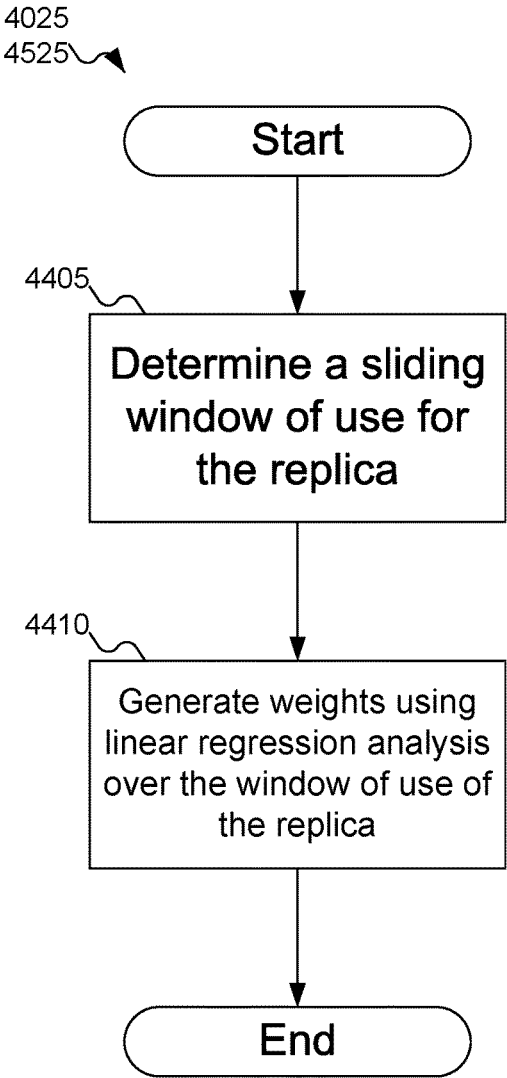 4025
4525
Start
4405
Determine a sliding
window of use for
the replica
4410
Generate weights using
linear regression analysis
over the window of use of
the replica
End